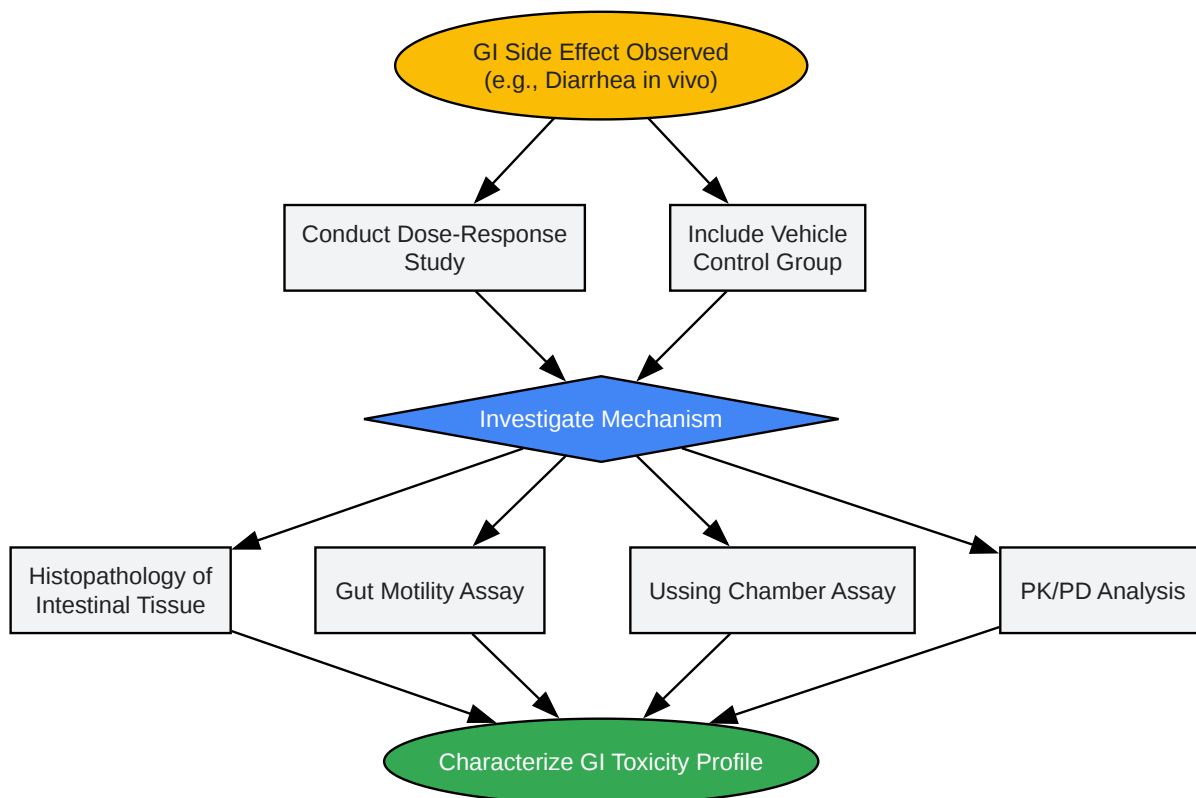 GI Side Effect Observed
(e.g., Diarrhea in vivo)
Conduct Dose-Response
Study
Include Vehicle
Control Group
Investigate Mechanism
Histopathology of
Intestinal Tissue
Gut Motility Assay
Ussing Chamber Assay
PK/PD Analysis
Characterize GI Toxicity Profile